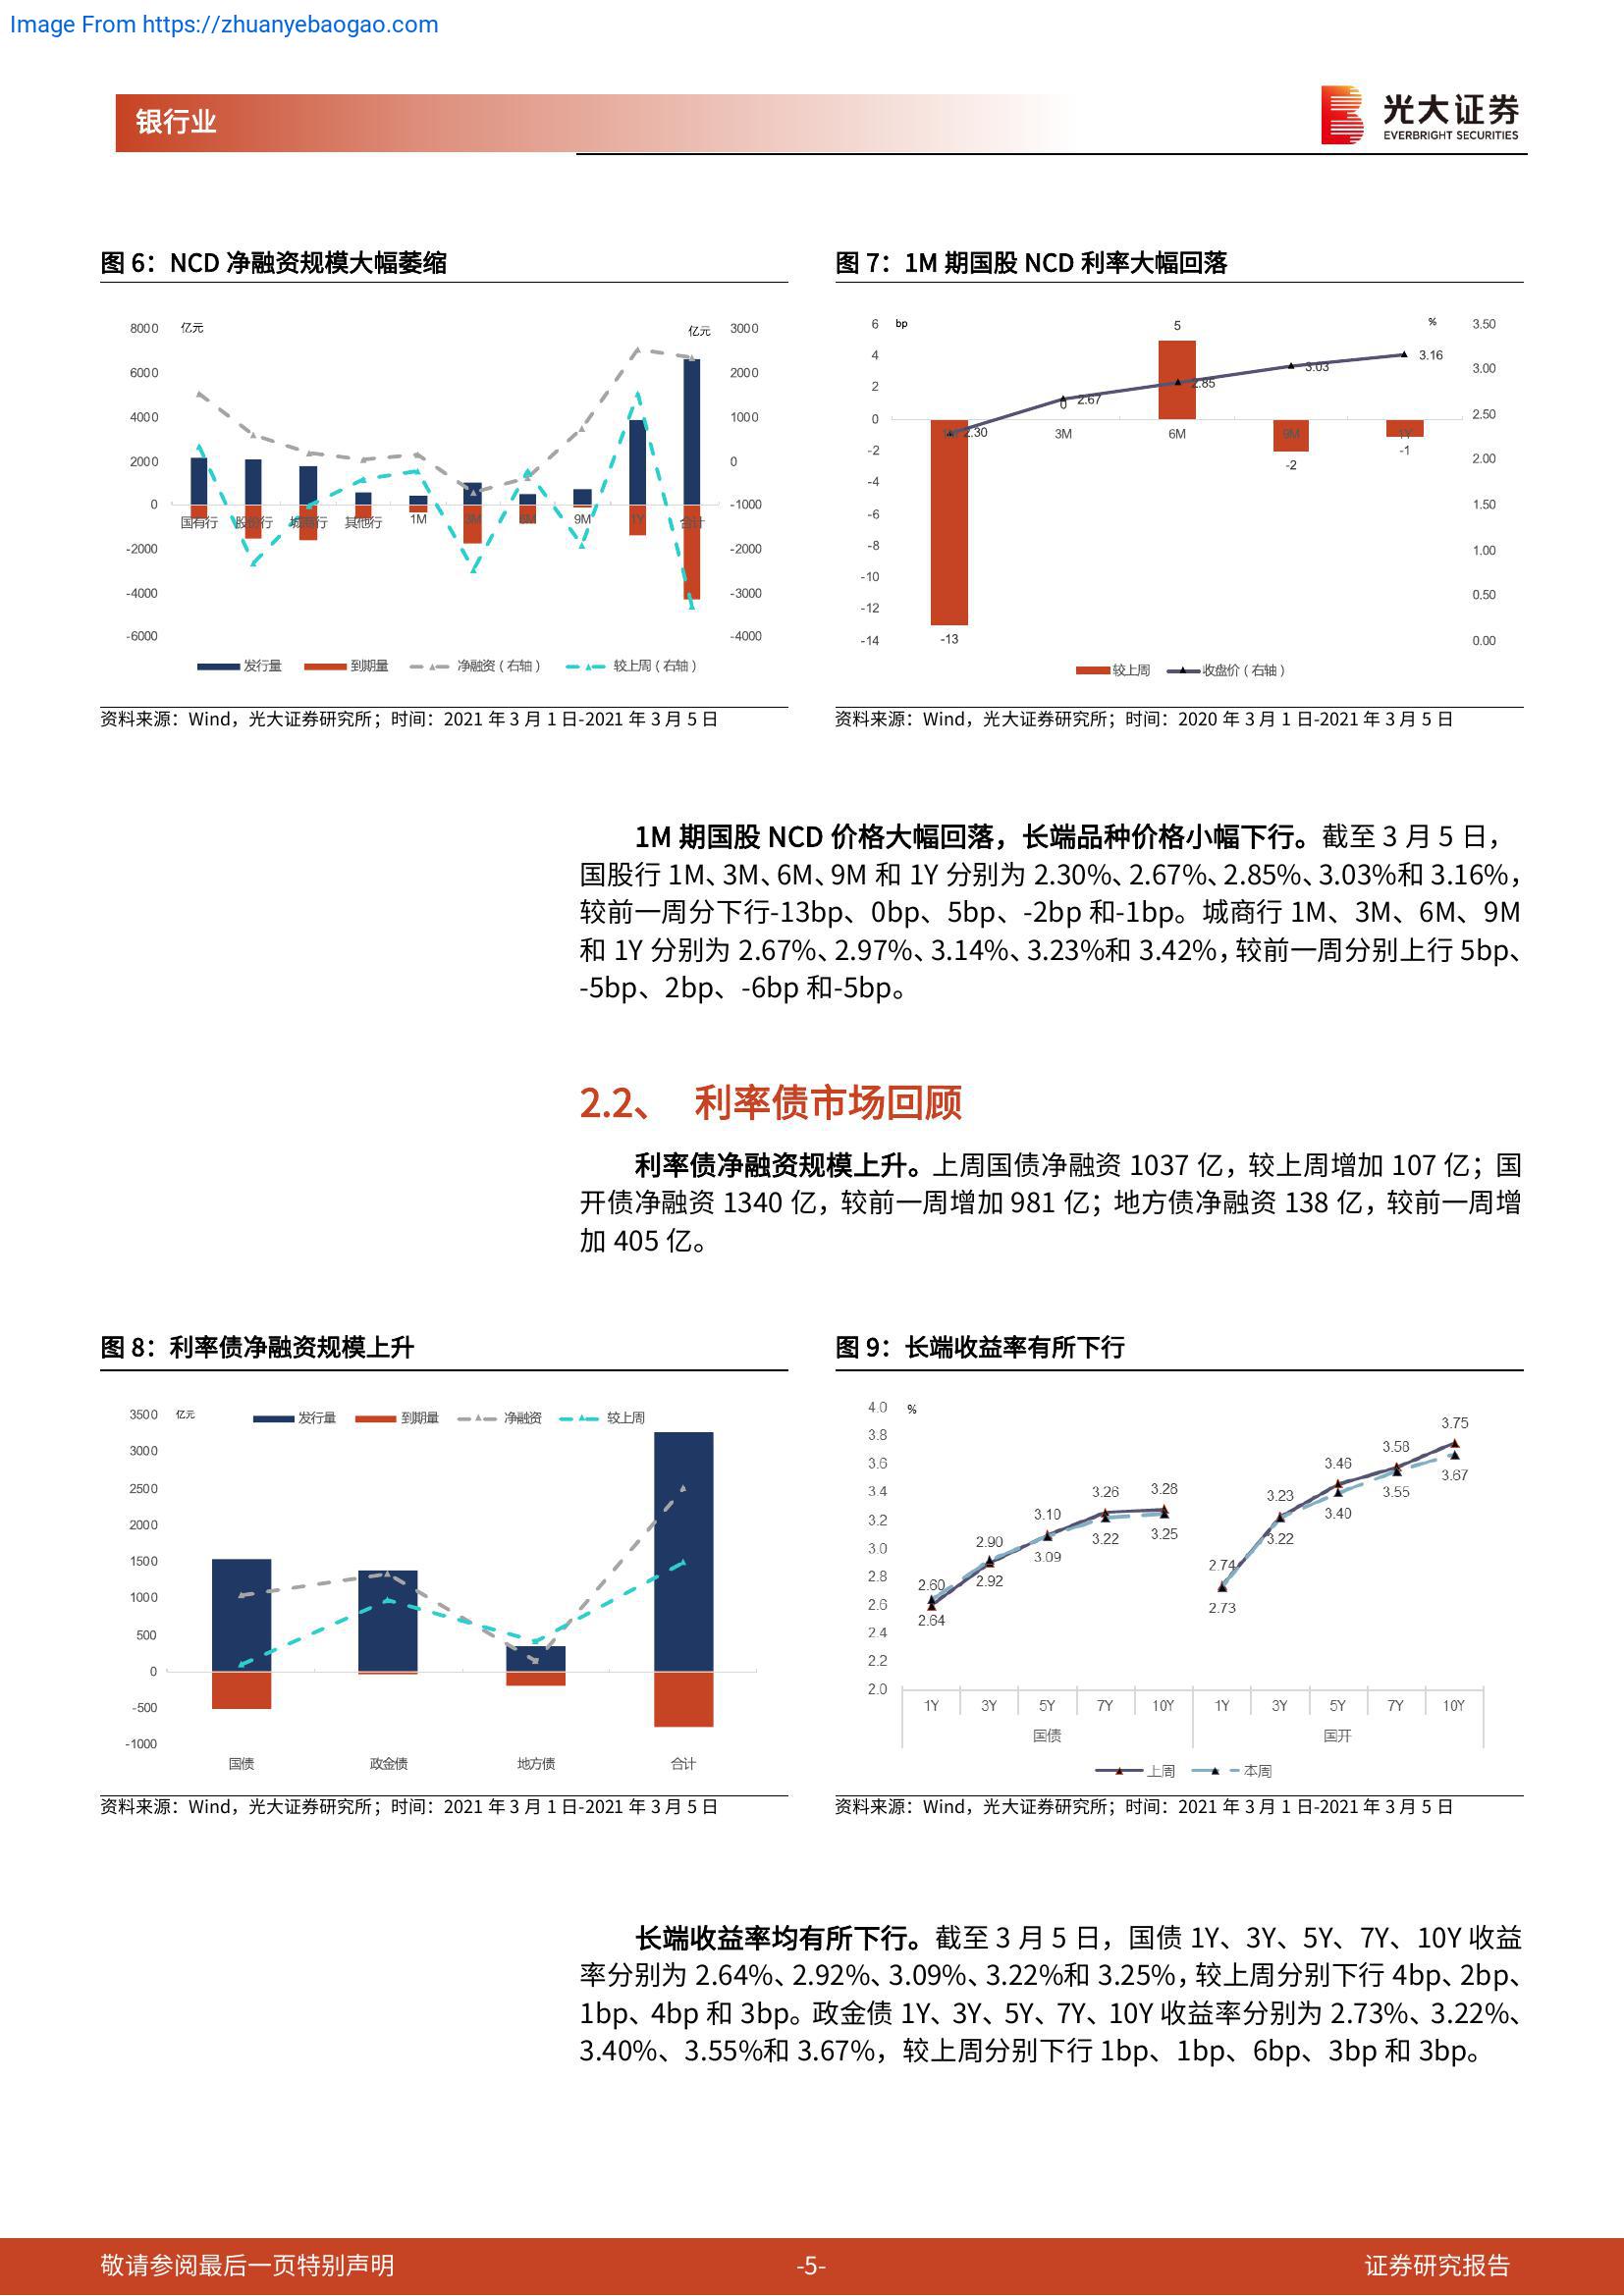 Image From https://zhuanyebaogao.com
银行业
光大证券
EVERBRIGHT SECURITIES
图 6：NCD 净融资规模大幅萎缩
8000
6000
4000
2000
0
-2000
-4000
-6000
亿元
亿元
3000
2000
1000
0
-1000
-2000
-3000
-4000
国有行 股份行 城商行 其他行 1M 3M 6M 9M 1Y 合计
发行量 到期量 净融资（右轴） 较上周（右轴）
资料来源：Wind，光大证券研究所；时间：2021 年 3 月 1 日-2021 年 3 月 5 日
图 7：1M 期国股 NCD 利率大幅回落
6
4
2
0
-2
-4
-6
-8
-10
-12
-14
bp
%
3.50
3.00
2.50
2.00
1.50
1.00
0.50
0.00
5
3.16
3.03
2.85
0 2.67
2.30
3M 6M 9M 1Y
-13
-2
-1
较上周 收盘价（右轴）
资料来源：Wind，光大证券研究所；时间：2020 年 3 月 1 日-2021 年 3 月 5 日
1M 期国股 NCD 价格大幅回落，长端品种价格小幅下行。截至 3 月 5 日，
国股行 1M、3M、6M、9M 和 1Y 分别为 2.30%、2.67%、2.85%、3.03%和 3.16%，
较前一周分下行-13bp、0bp、5bp、-2bp 和-1bp。城商行 1M、3M、6M、9M
和 1Y 分别为 2.67%、2.97%、3.14%、3.23%和 3.42%，较前一周分别上行 5bp、
-5bp、2bp、-6bp 和-5bp。
2.2、 利率债市场回顾
利率债净融资规模上升。上周国债净融资 1037 亿，较上周增加 107 亿；国
开债净融资 1340 亿，较前一周增加 981 亿；地方债净融资 138 亿，较前一周增
加 405 亿。
图 8：利率债净融资规模上升
3500
3000
2500
2000
1500
1000
500
0
-500
-1000
亿元
发行量 到期量 净融资 较上周
国债 政金债 地方债 合计
资料来源：Wind，光大证券研究所；时间：2021 年 3 月 1 日-2021 年 3 月 5 日
图 9：长端收益率有所下行
4.0
3.8
3.6
3.4
3.2
3.0
2.8
2.6
2.4
2.2
2.0
%
2.60 2.90 3.10 3.26 3.28 2.74 3.23 3.46 3.58 3.75
2.64 2.92 3.09 3.22 3.25 2.73 3.22 3.40 3.55 3.67
1Y 3Y 5Y 7Y 10Y 1Y 3Y 5Y 7Y 10Y
国债 国开
上周 本周
资料来源：Wind，光大证券研究所；时间：2021 年 3 月 1 日-2021 年 3 月 5 日
长端收益率均有所下行。截至 3 月 5 日，国债 1Y、3Y、5Y、7Y、10Y 收益
率分别为 2.64%、2.92%、3.09%、3.22%和 3.25%，较上周分别下行 4bp、2bp、
1bp、4bp 和 3bp。政金债 1Y、3Y、5Y、7Y、10Y 收益率分别为 2.73%、3.22%、
3.40%、3.55%和 3.67%，较上周分别下行 1bp、1bp、6bp、3bp 和 3bp。
敬请参阅最后一页特别声明
-5-
证券研究报告